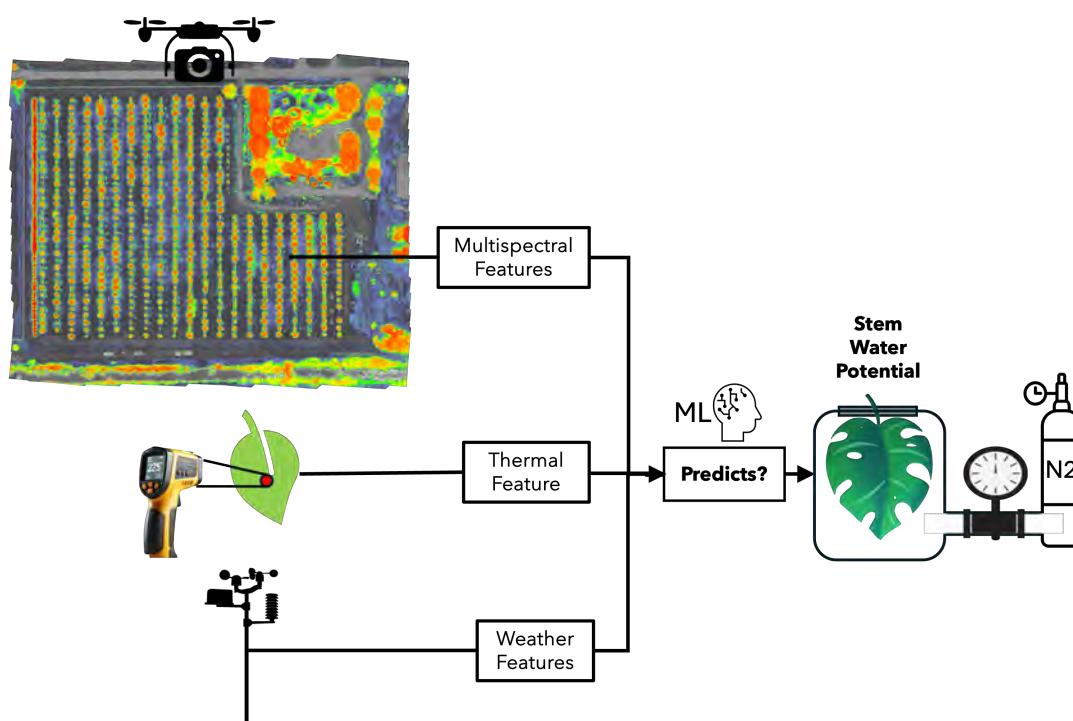 Multispectral
Features
Stem
Water
Potential
ML
Thermal
Feature
Predicts?
N2
Weather
Features